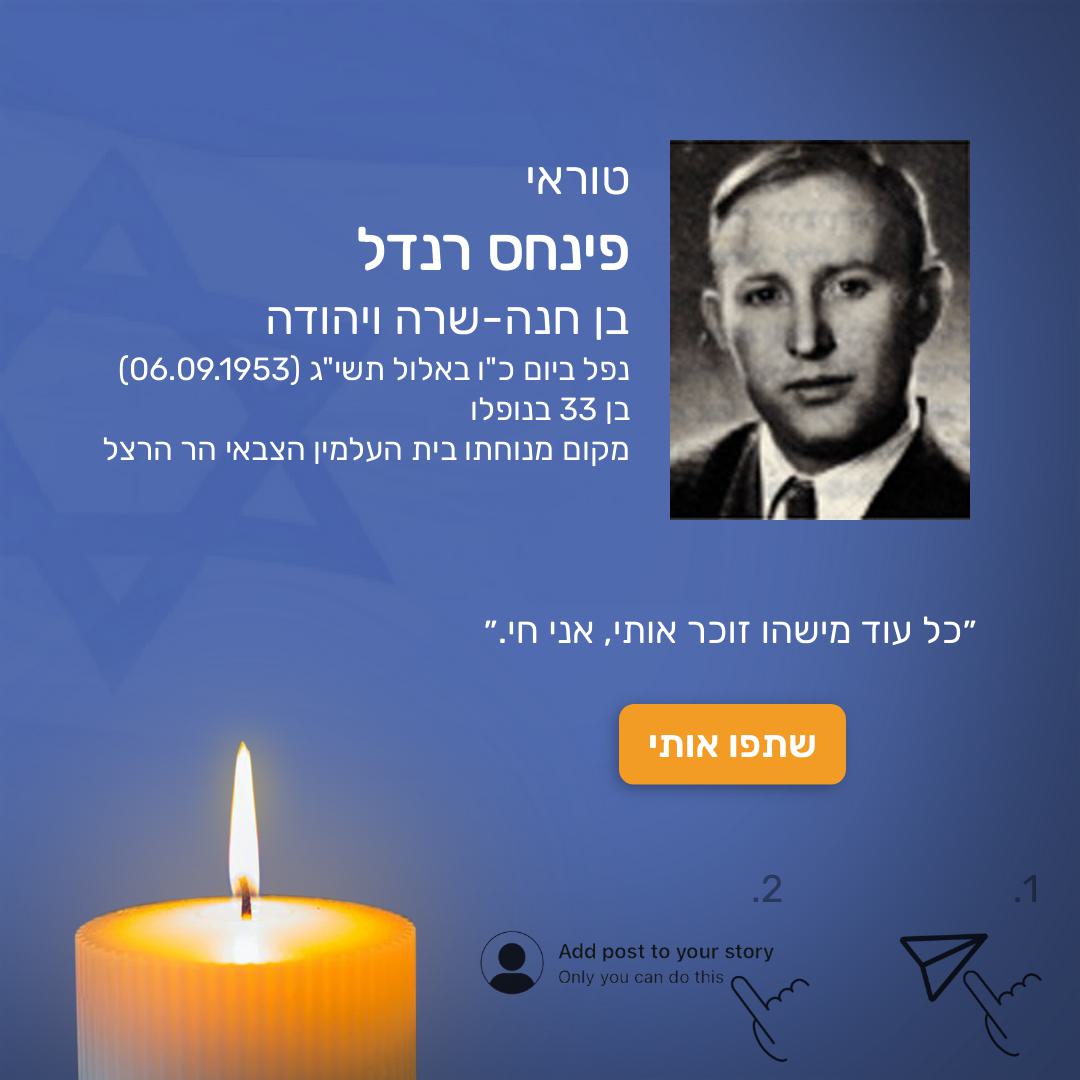 טוראי
פינחס רנדל
בן חנה-שרה ויהודה
נפל ביום כ"ו באלול תשי"ג (06.09.1953)
בן 33 בנופלו
מקום מנוחתו בית העלמין הצבאי הר הרצל
״כל עוד מישהו זוכר אותי, אני חי.״
שתפו אותי
.1
.2
Add post to your story
Only you can do this